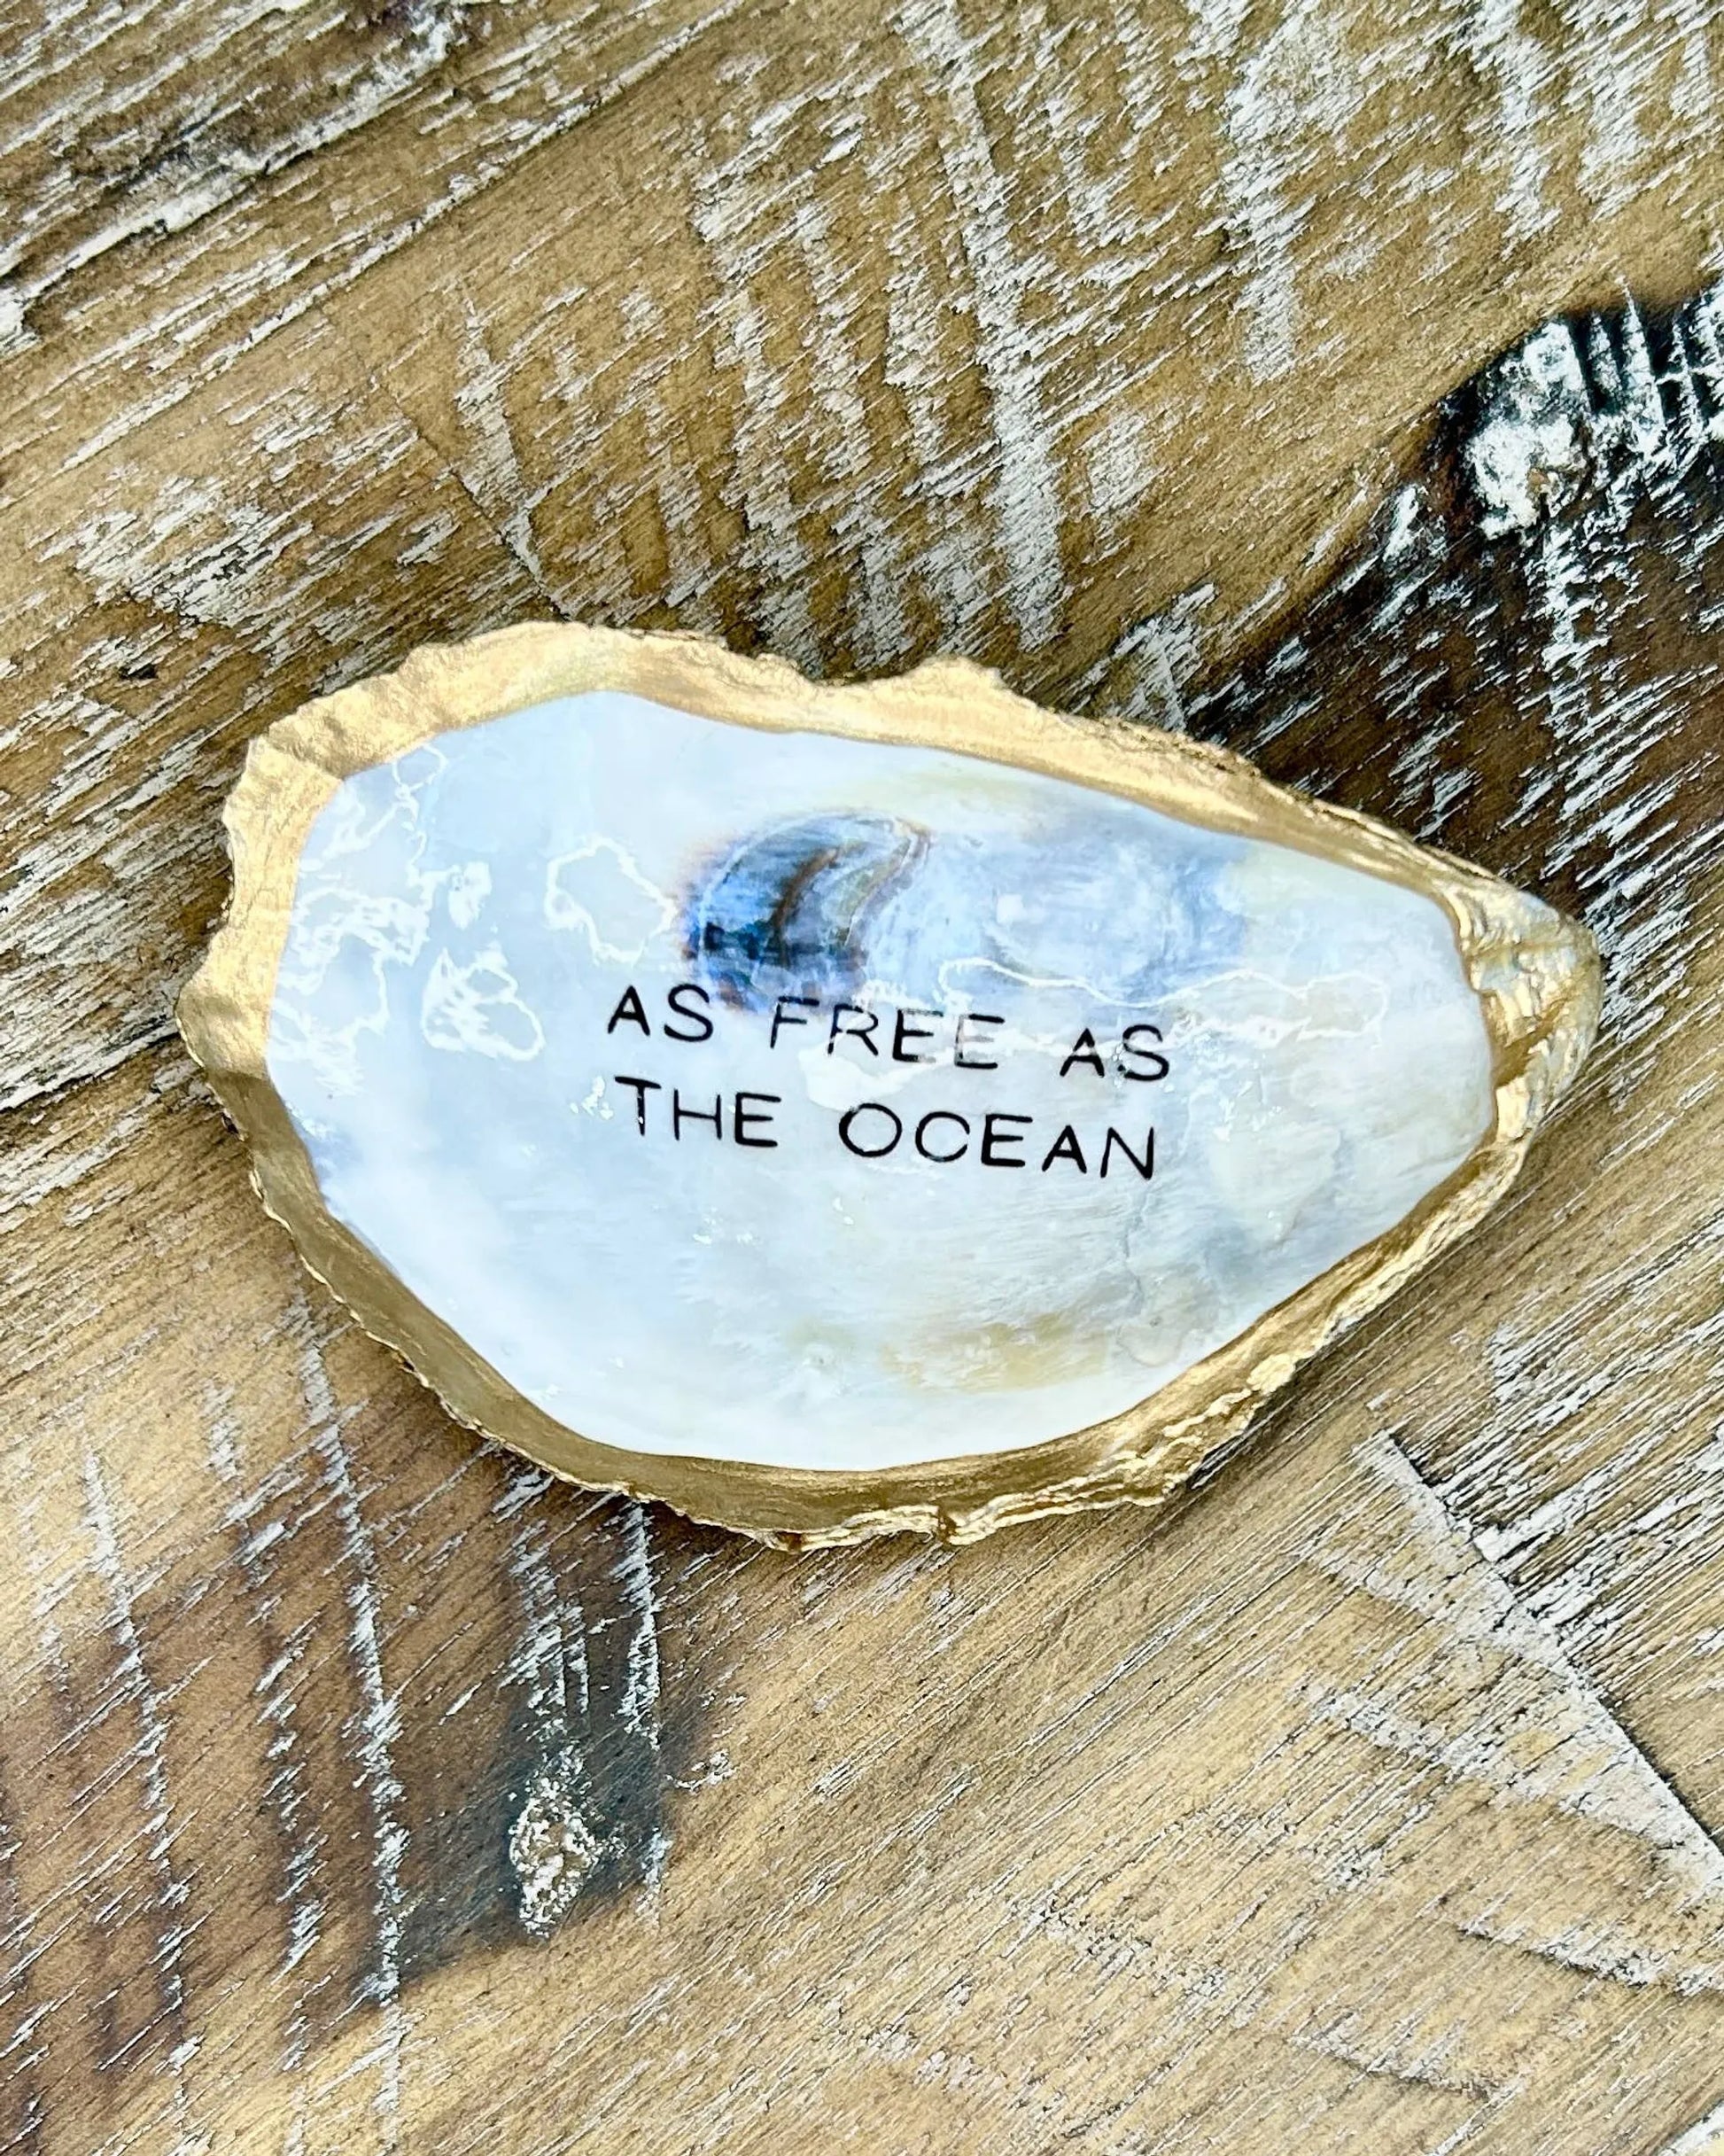 AS FREE AS
THE OCEAN